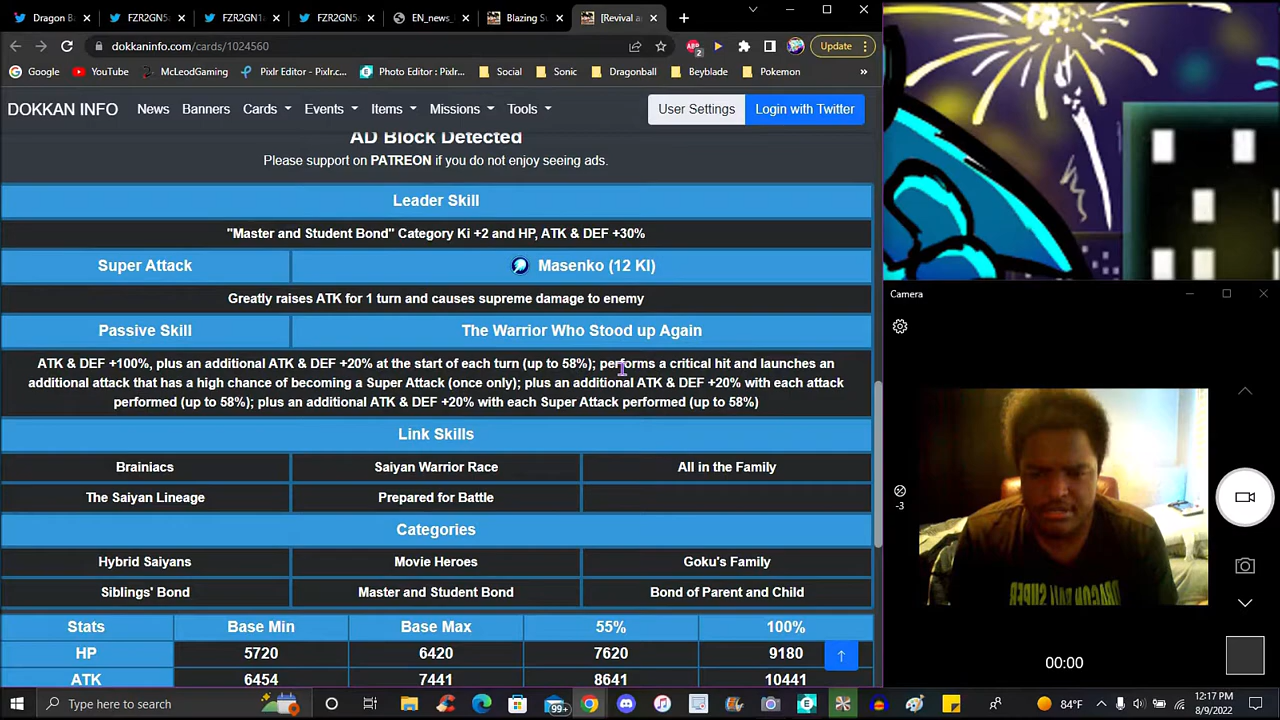 Dragon B
FZR2GN5
FZR2G1
FZR2GN5
EN_news_
Blazing Su
[Revival a
dokkaninfo.com/cards/1024560
2
Update
Google
YouTube
McLeodGaming
Pixlr Editor - Pixlr.c...
Photo Editor : Pixlr...
Social
Sonic
Dragonball
Beyblade
Pokemon
»
DOKKAN INFO
News
Banners
Cards
Events
Items
Missions
Tools
User Settings
Login with Twitter
AD Block Detected
Please support on PATREON if you do not enjoy seeing ads.
Leader Skill
"Master and Student Bond" Category Ki +2 and HP, ATK & DEF +30%
Super Attack
Masenko (12 KI)
Greatly raises ATK for 1 turn and causes supreme damage to enemy
Passive Skill
The Warrior Who Stood up Again
ATK & DEF +100%, plus an additional ATK & DEF +20% at the start of each turn (up to 58%); performs a critical hit and launches an
additional attack that has a high chance of becoming a Super Attack (once only); plus an additional ATK & DEF +20% with each attack
performed (up to 58%); plus an additional ATK & DEF +20% with each Super Attack performed (up to 58%)
Link Skills
Brainiacs
Saiyan Warrior Race
All in the Family
The Saiyan Lineage
Prepared for Battle
Categories
Hybrid Saiyans
Movie Heroes
Goku's Family
Siblings' Bond
Master and Student Bond
Bond of Parent and Child
Stats
Base Min
Base Max
55%
100%
HP
5720
6420
7620
9180
ATK
6454
7441
8641
10441
Camera
-3
DRAGON BALL SUPER
00:00
Type here to search
99+
84°F
12:17 PM
8/9/2022